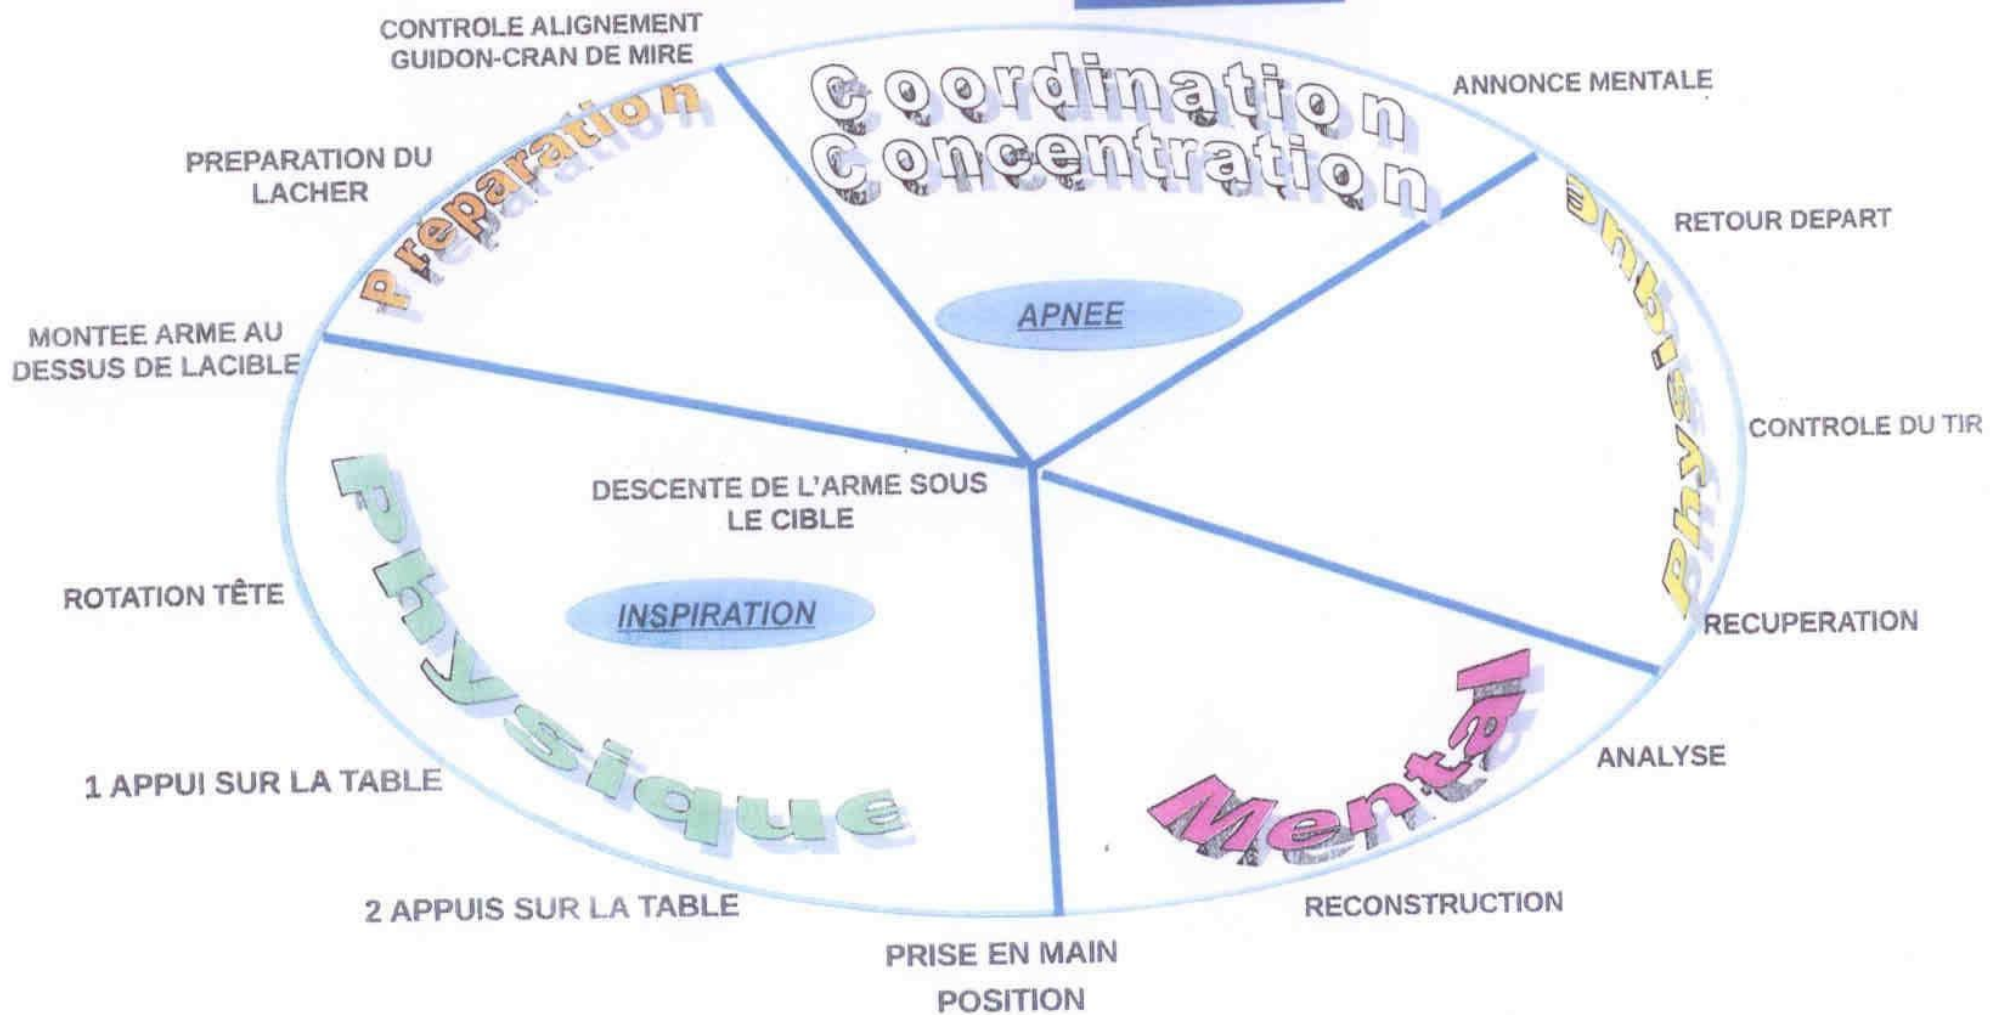 CONTROLE ALIGNEMENT
GUIDON-CRAN DE MIRE
Coordination
Concentration
ANNONCE MENTALE
Preparation
PREPARATION DU
LACHER
Physique
RETOUR DEPART
APNEE
MONTEE ARME AU
DESSUS DE LACIBLE
CONTROLE DU TIR
DESCENTE DE L'ARME SOUS
LE CIBLE
Physique
ROTATION TÊTE
INSPIRATION
RECUPERATION
Mental
ANALYSE
1 APPUI SUR LA TABLE
2 APPUIS SUR LA TABLE
RECONSTRUCTION
PRISE EN MAIN
POSITION